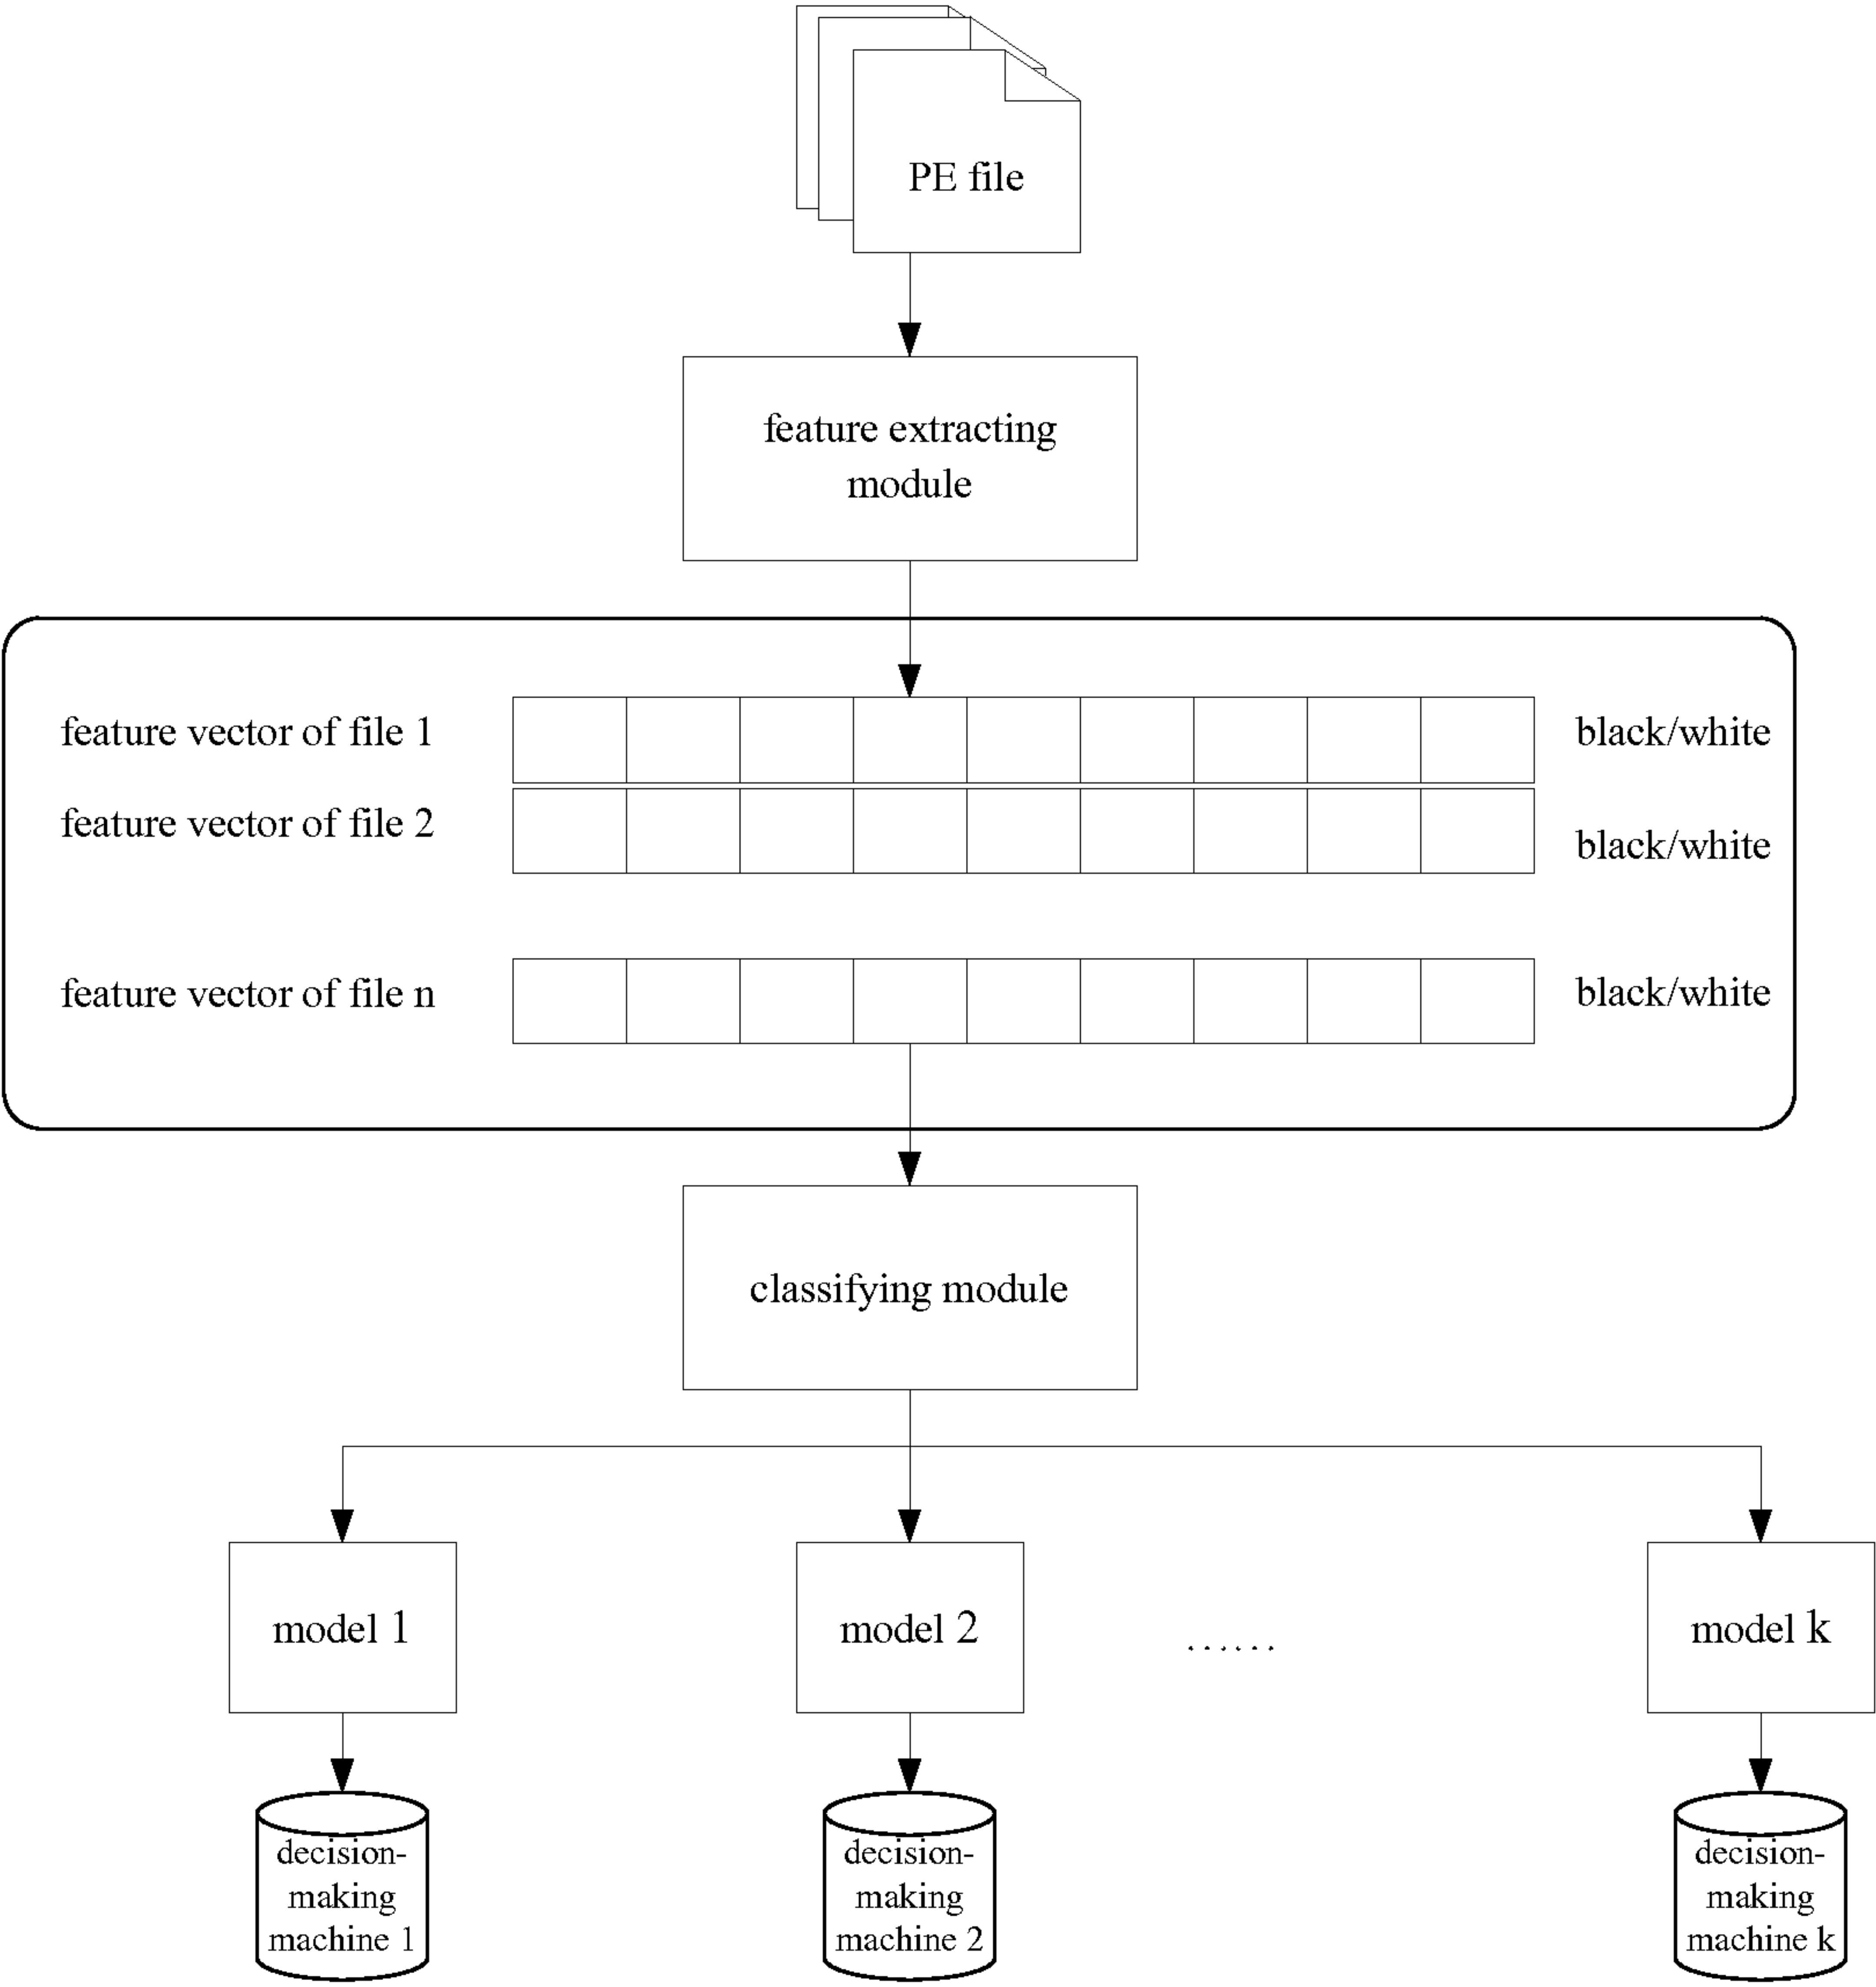 PE file
feature extracting
module
feature vector of file 1
black/white
feature vector of file 2
black/white
feature vector of file n
black/white
classifying module
model 1
model 2
......
model k
decision-
making
machine 1
decision-
making
machine 2
decision-
making
machine k